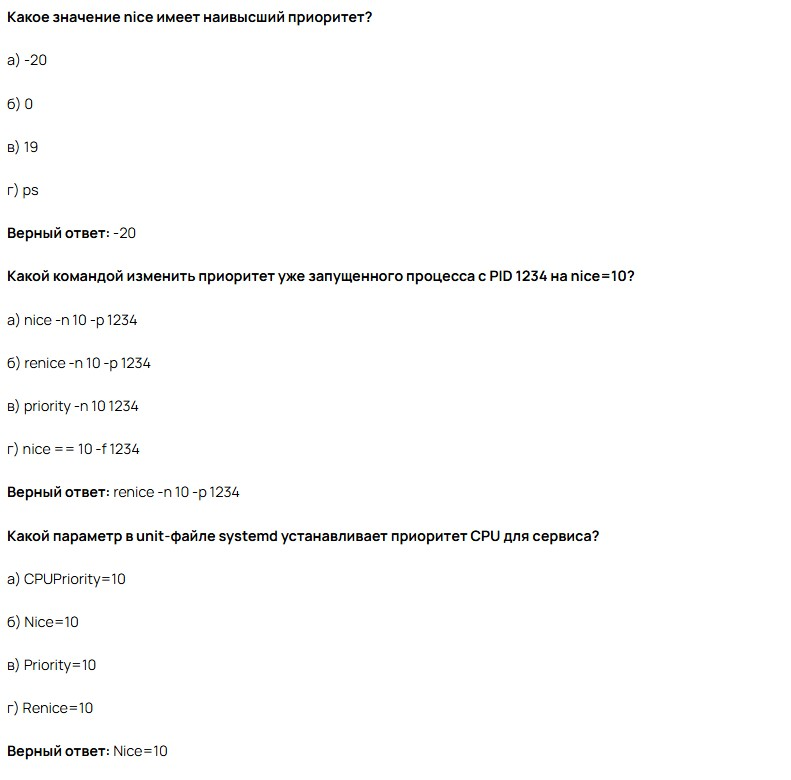 Какое значение nice имеет наивысший приоритет?
а) -20
б) 0
в) 19
г) ps
Верный ответ: -20
Какой командой изменить приоритет уже запущенного процесса с PID 1234 на nice=10?
а) nice -n 10 -p 1234
б) renice -n 10 -p 1234
в) priority -n 10 1234
г) nice == 10 -f 1234
Верный ответ: renice -n 10 -p 1234
Какой параметр в unit-файле systemd устанавливает приоритет CPU для сервиса?
а) CPUPriority=10
б) Nice=10
в) Priority=10
г) Renice=10
Верный ответ: Nice=10